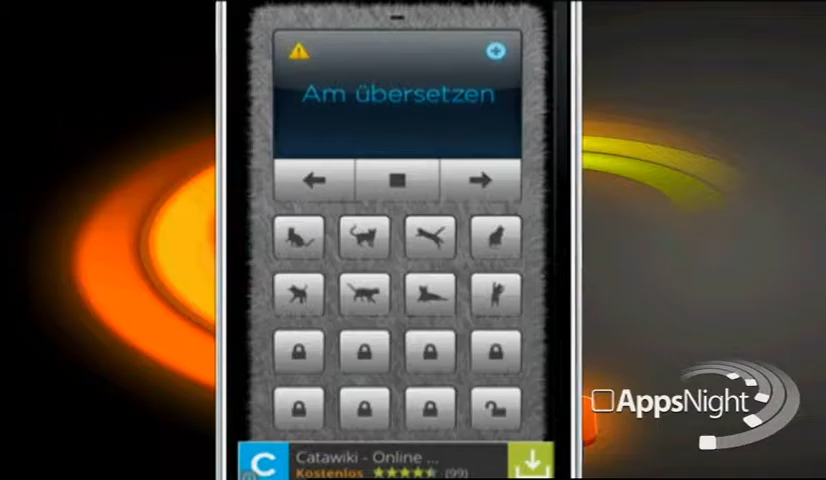 Am übersetzen
AppsNight
C
Catawiki - Online ...
Kostenlos (99)